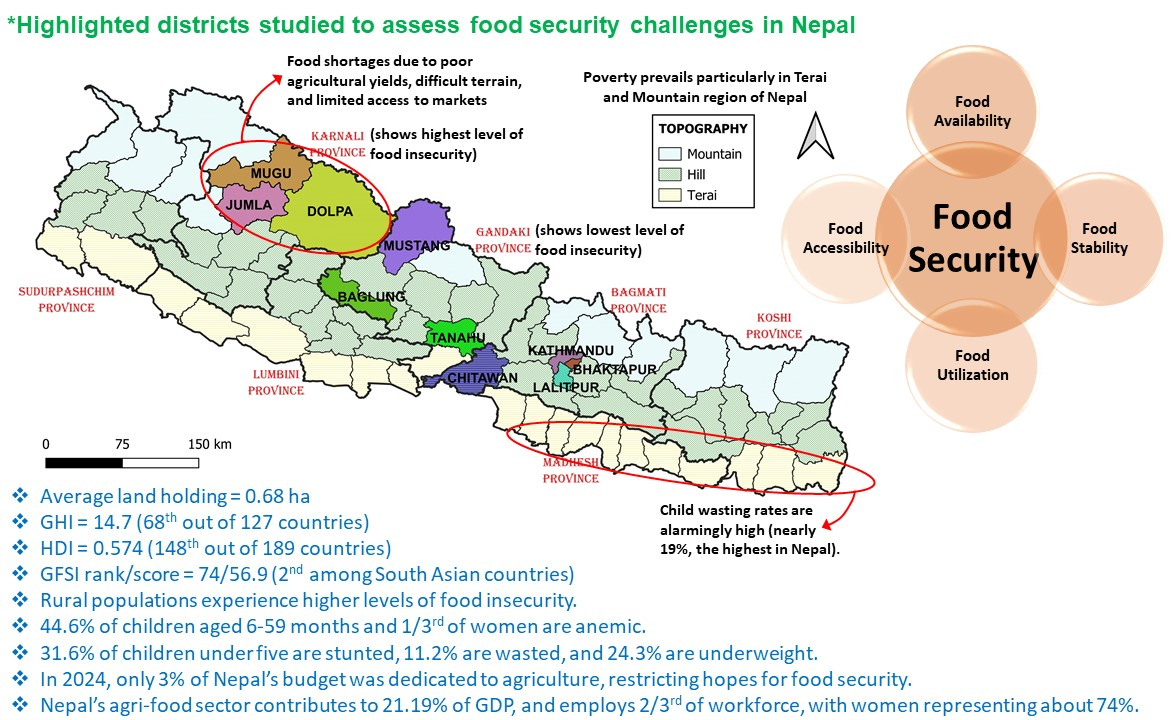 *Highlighted districts studied to assess food security challenges in Nepal
Food shortages due to poor
agricultural yields, difficult terrain,
and limited access to markets
Poverty prevails particularly in Terai
and Mountain region of Nepal
TOPOGRAPHY
Mountain
Hill
Terai
KARNALI
PROVINCE
(shows highest level of
food insecurity)
MUGU
JUMLA
DOLPA
MUSTANG
GANDAKI
PROVINCE
(shows lowest level of
food insecurity)
SUDURPASHCHIM
PROVINCE
BAGLUNG
BAGMATI
PROVINCE
KOSHI
PROVINCE
TANAHU
KATHMANDU
BHAKTAPUR
LALITPUR
CHITAWAN
LUMBINI
PROVINCE
MADHESH
PROVINCE
0 75 150 km
Child wasting rates are
alarmingly high (nearly
19%, the highest in Nepal).
Food
Availability
Food
Accessibility
Food
Security
Food
Stability
Food
Utilization
❖ Average land holding = 0.68 ha
❖ GHI = 14.7 (68th out of 127 countries)
❖ HDI = 0.574 (148th out of 189 countries)
❖ GFSI rank/score = 74/56.9 (2nd among South Asian countries)
❖ Rural populations experience higher levels of food insecurity.
❖ 44.6% of children aged 6-59 months and 1/3rd of women are anemic.
❖ 31.6% of children under five are stunted, 11.2% are wasted, and 24.3% are underweight.
❖ In 2024, only 3% of Nepal's budget was dedicated to agriculture, restricting hopes for food security.
❖ Nepal's agri-food sector contributes to 21.19% of GDP, and employs 2/3rd of workforce, with women representing about 74%.